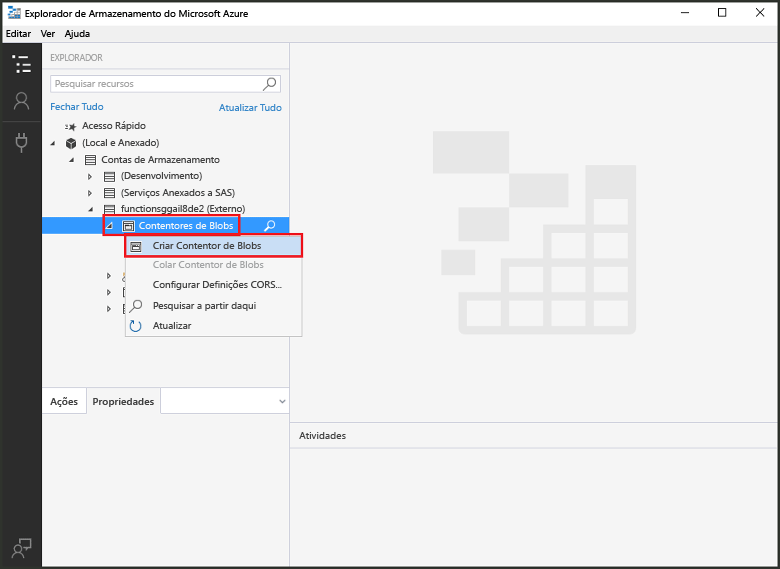 Explorador de Armazenamento do Microsoft Azure
Editar Ver Ajuda
EXPLORADOR
Pesquisar recursos
Fechar Tudo Atualizar Tudo
Acesso Rápido
(Local e Anexado)
Contas de Armazenamento
(Desenvolvimento)
(Serviços Anexados a SAS)
functionsggail8de2 (Externo)
Contentores de Blobs
Criar Contentor de Blobs
Colar Contentor de Blobs
Configurar Definições CORS...
Pesquisar a partir daqui
Atualizar
Ações Propriedades
Atividades